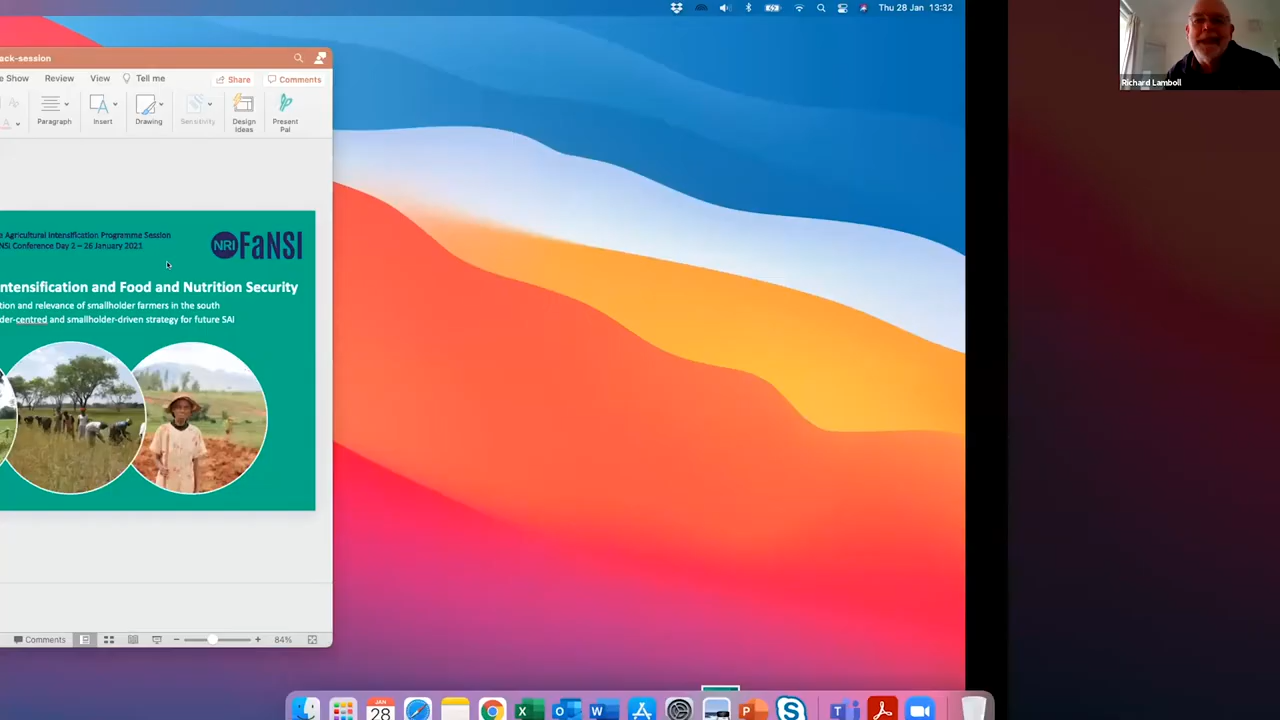 Thu 28 Jan 13:32
ack-session
e Show Review View Tell me Share Comments
Paragraph Insert Drawing Sensitivity Design Ideas Present Pal
Agricultural Intensification Programme Session
NSI Conference Day 2 – 26 January 2021
NRI FaNSI
ntensification and Food and Nutrition Security
tion and relevance of smallholder farmers in the south
der-centred and smallholder-driven strategy for future SAI
Comments 84%
JAN
28
Richard Lamboll